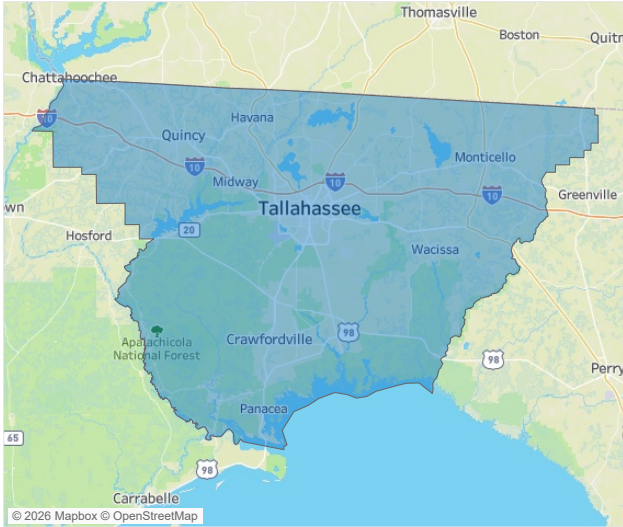 Thomasville
Boston
Quitm
Chattahoochee
10
Havana
Quincy
Monticello
10
Midway
10
10
Greenville
own
Tallahassee
20
Hosford
Wacissa
Apalachicola
National Forest
Crawfordville
98
98
Perry
Panacea
65
98
Carrabelle
© 2026 Mapbox © OpenStreetMap